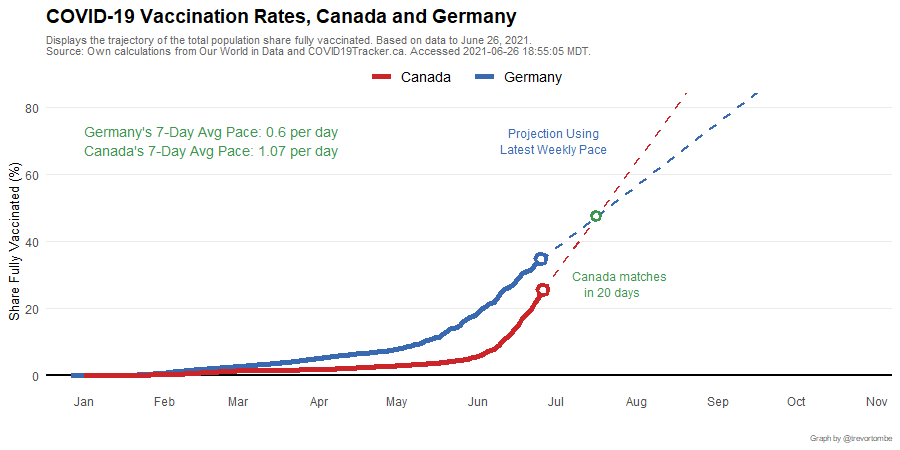 COVID-19 Vaccination Rates, Canada and Germany
Displays the trajectory of the total population share fully vaccinated. Based on data to June 26, 2021.
Source: Own calculations from Our World in Data and COVID19Tracker.ca. Accessed 2021-06-26 18:55:05 MDT.
Canada Germany
Germany's 7-Day Avg Pace: 0.6 per day
Canada's 7-Day Avg Pace: 1.07 per day
Projection Using
Latest Weekly Pace
Canada matches
in 20 days
Share Fully Vaccinated (%)
80
60
40
20
0
Jan Feb Mar Apr May Jun Jul Aug Sep Oct Nov
Graph by @trevortombe